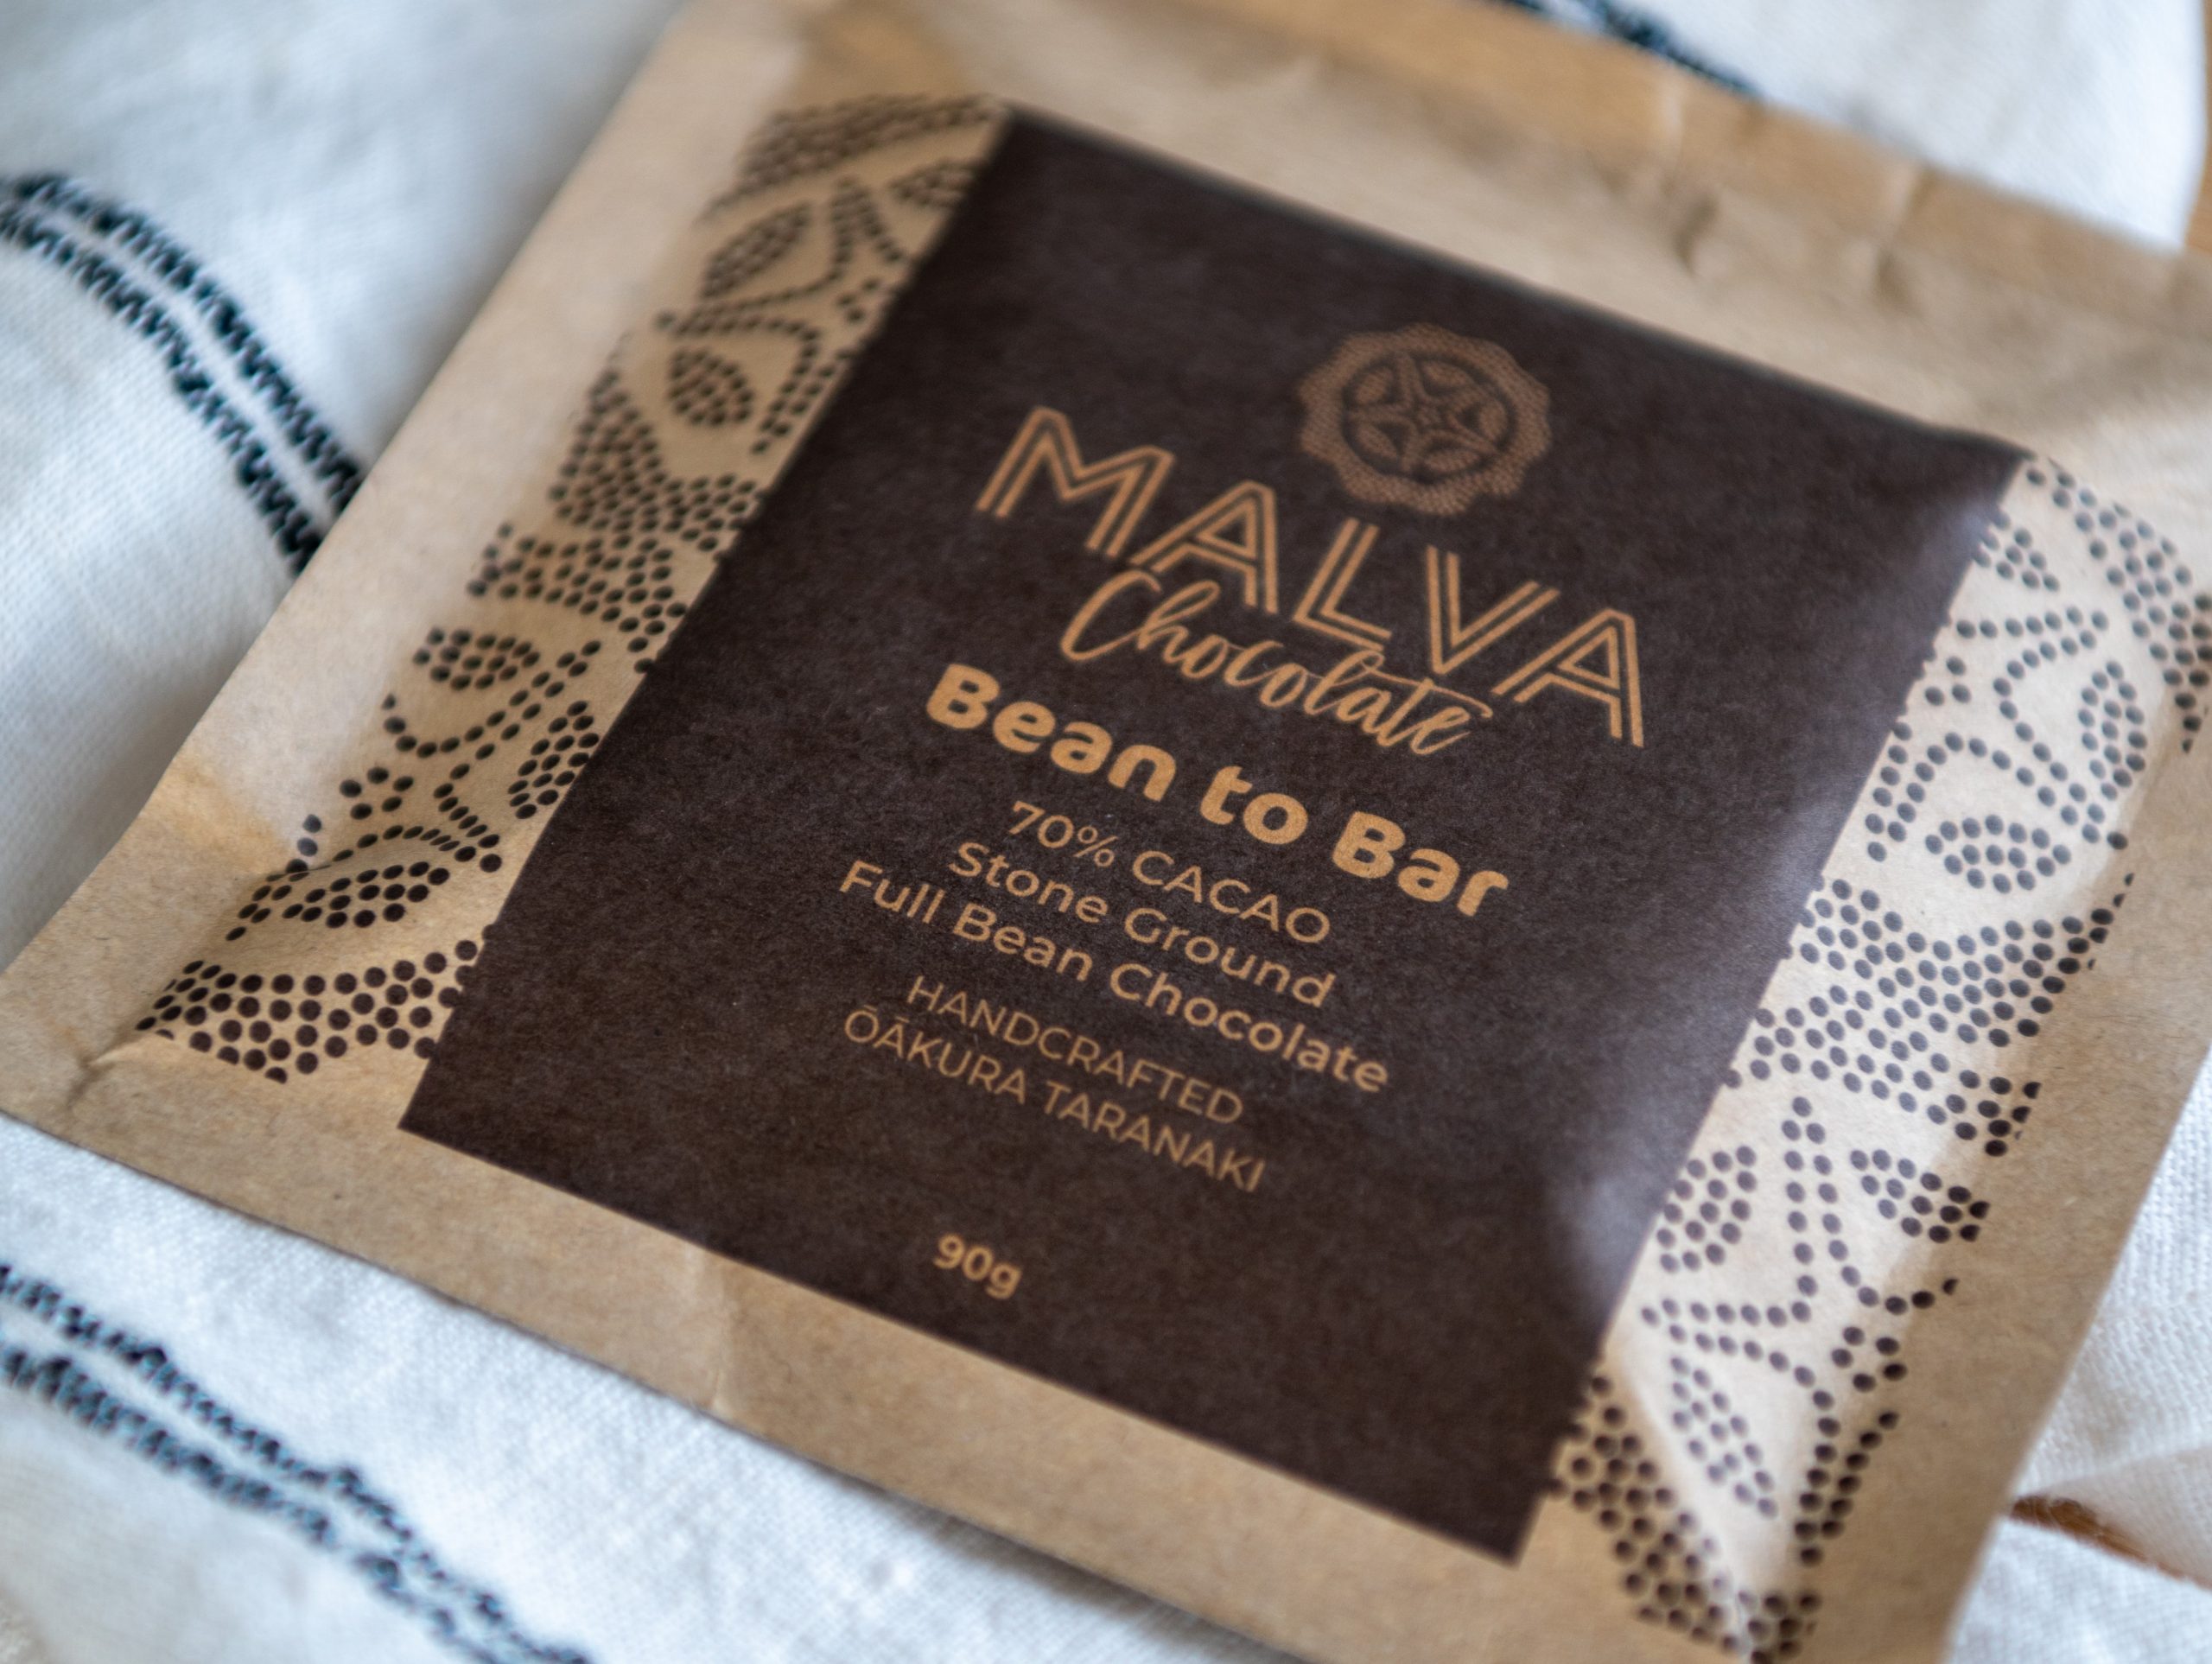 MALVA
Chocolate
Bean to Bar
70% CACAO
Stone Ground
Full Bean Chocolate
HANDCRAFTED
ŌĀKURA TARANAKI
90g